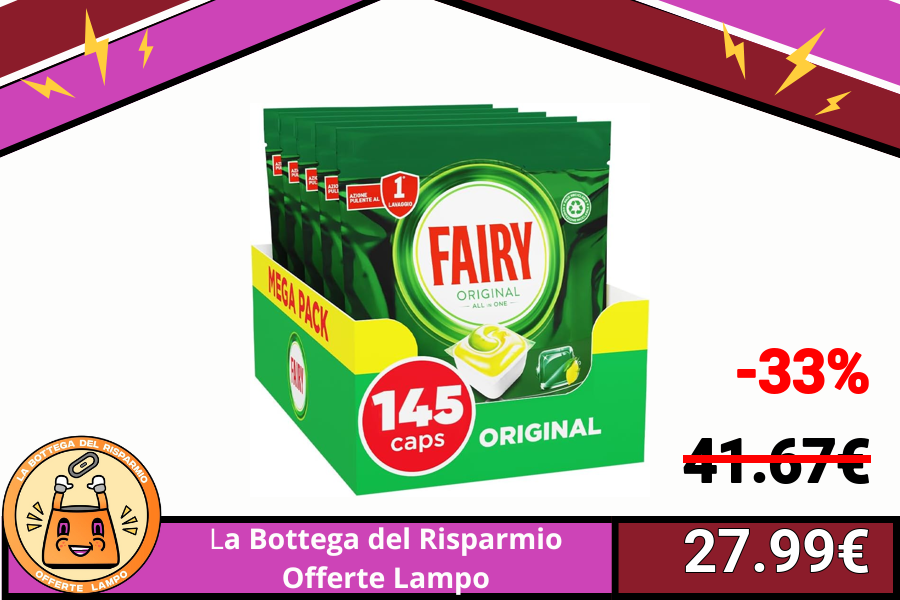 AZIONE
PULENTE AL
1
LAVAGGIO
FAIRY
ORIGINAL
ALL IN ONE
MEGA PACK
FAIRY
145
caps
ORIGINAL
-33%
41.67€
27.99€
LA BOTTEGA DEL RISPARMIO
OFFERTE LAMPO
La Bottega del Risparmio
Offerte Lampo